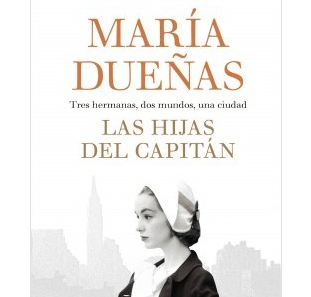 MARÍA
DUEÑAS
Tres hermanas, dos mundos, una ciudad
LAS HIJAS
DEL CAPITÁN